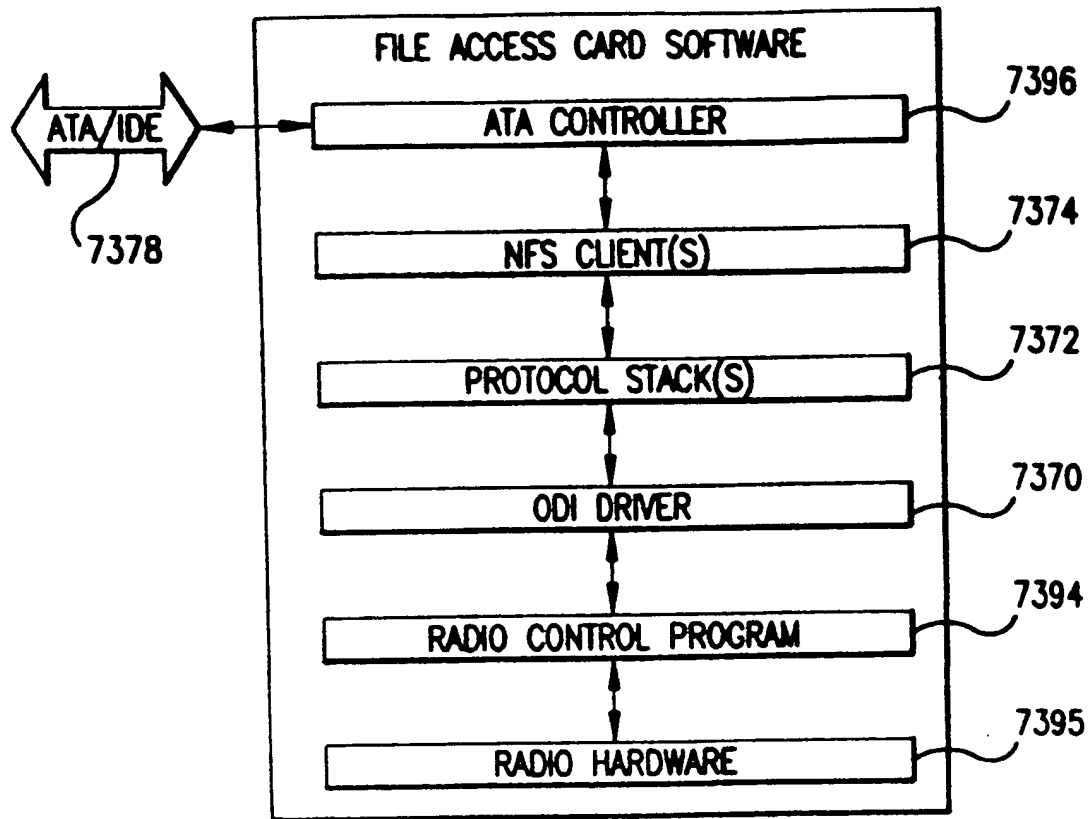 FILE ACCESS CARD SOFTWARE
7396
ATA/IDE
ATA CONTROLLER
7378
7374
NFS CLIENT(S)
7372
PROTOCOL STACK(S)
7370
ODI DRIVER
7394
RADIO CONTROL PROGRAM
7395
RADIO HARDWARE